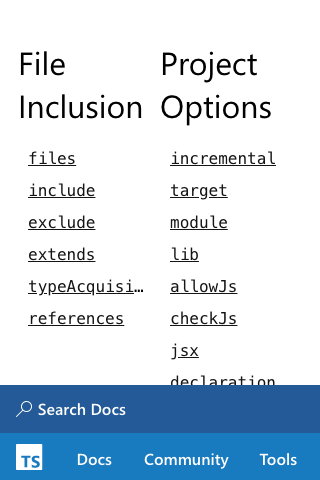 File Inclusion
files
include
exclude
extends
typeAcquisi…
references
Project Options
incremental
target
module
lib
allowJs
checkJs
jsx
declaration
Search Docs
TS
Docs
Community
Tools